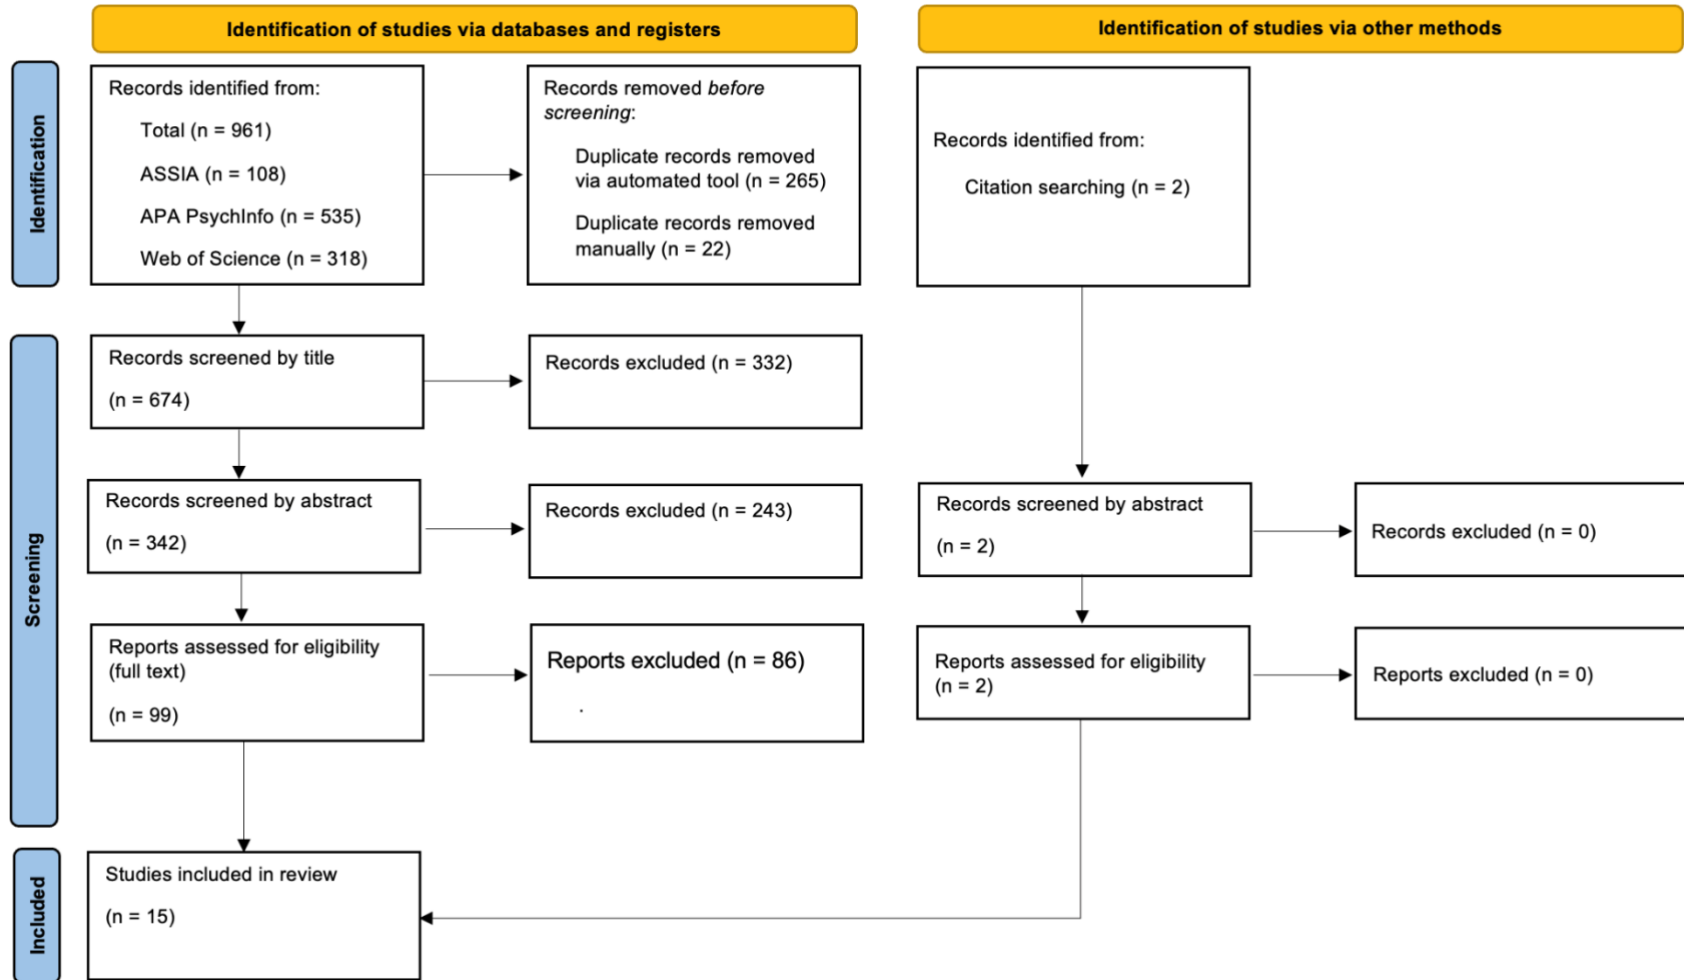 Identification of studies via databases and registers
Identification of studies via other methods
Identification
Records identified from:
Total (n = 961)
ASSIA (n = 108)
APA PsychInfo (n = 535)
Web of Science (n = 318)
Records removed before
screening:
Duplicate records removed
via automated tool (n = 265)
Duplicate records removed
manually (n = 22)
Records identified from:
Citation searching (n = 2)
Screening
Records screened by title
(n = 674)
Records excluded (n = 332)
Records screened by abstract
(n = 342)
Records excluded (n = 243)
Records screened by abstract
(n = 2)
Records excluded (n = 0)
Reports assessed for eligibility
(full text)
(n = 99)
Reports excluded (n = 86)
.
Reports assessed for eligibility
(n = 2)
Reports excluded (n = 0)
Included
Studies included in review
(n = 15)